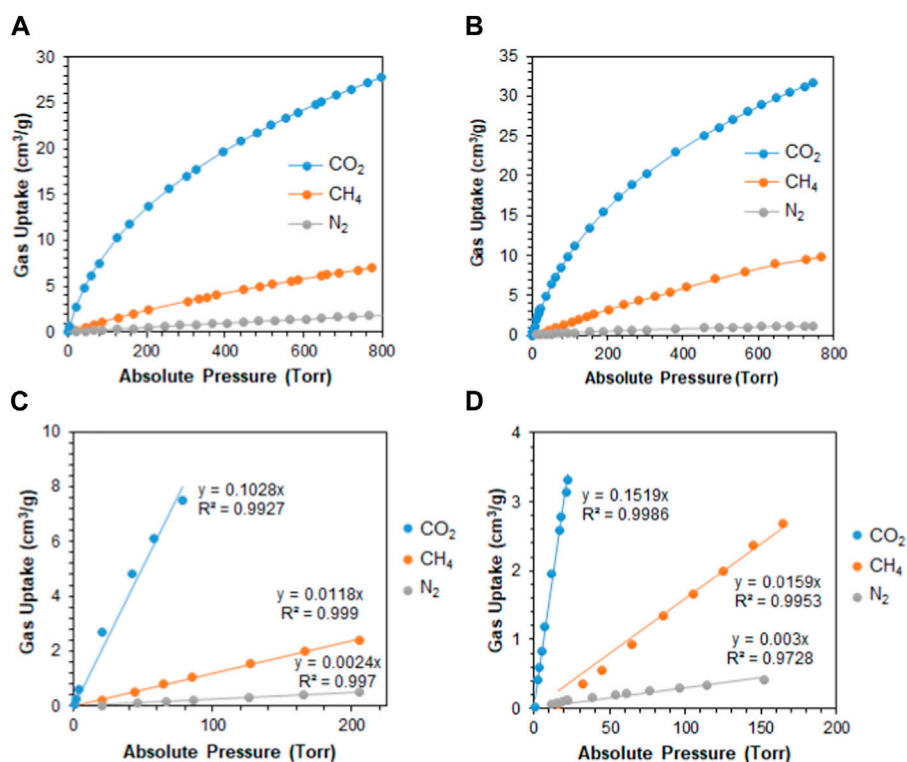 A
30
25
20
15
10
5
0
0 200 400 600 800
Gas Uptake (cm³/g)
Absolute Pressure (Torr)
CO₂
CH₄
N₂
B
35
30
25
20
15
10
5
0
0 200 400 600 800
Gas Uptake (cm³/g)
Absolute Pressure (Torr)
CO₂
CH₄
N₂
C
10
8
6
4
2
0
0 50 100 150 200
Gas Uptake (cm³/g)
Absolute Pressure (Torr)
y = 0.1028x
R² = 0.9927
y = 0.0118x
R² = 0.999
y = 0.0024x
R² = 0.997
CO₂
CH₄
N₂
D
4
3
2
1
0
0 50 100 150 200
Gas Uptake (cm³/g)
Absolute Pressure (Torr)
y = 0.1519x
R² = 0.9986
y = 0.0159x
R² = 0.9953
y = 0.003x
R² = 0.9728
CO₂
CH₄
N₂